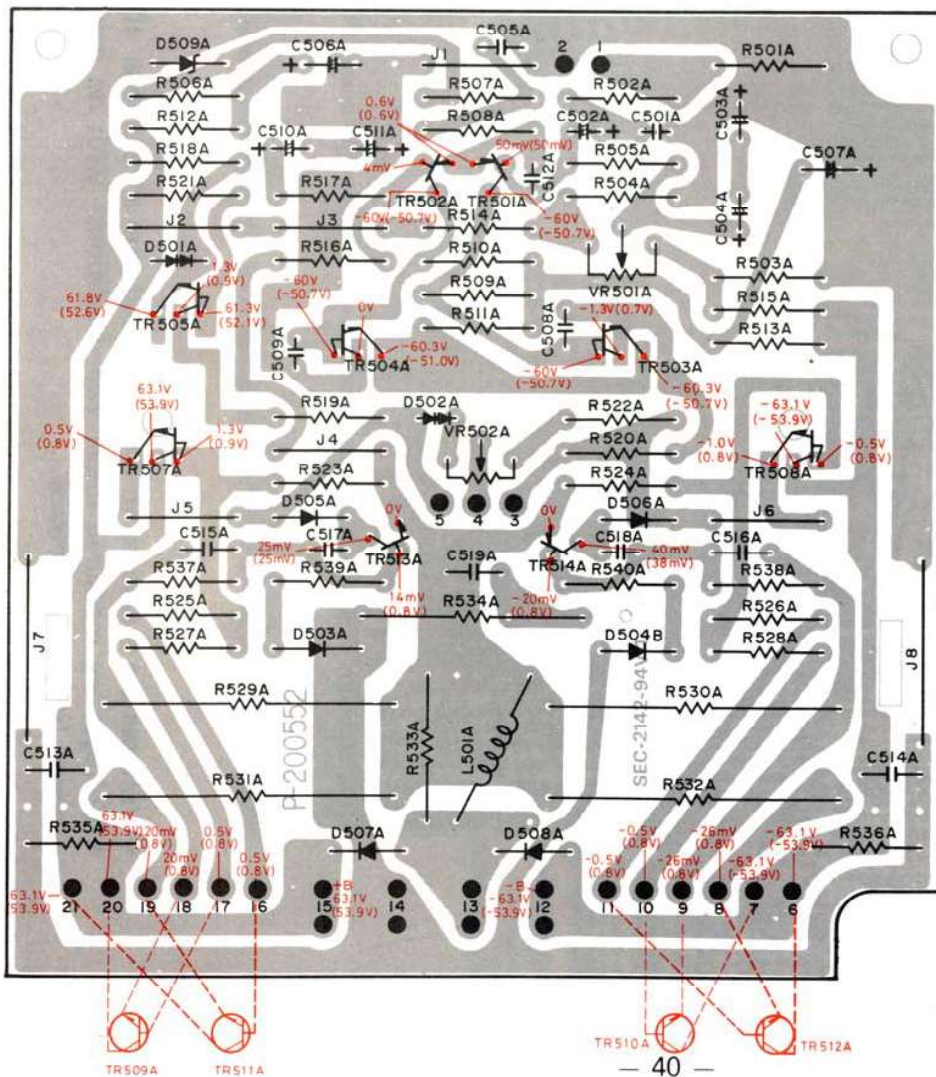 C505A
D509A
C506A
J1
2
1
R501A
R506A
R507A
R502A
C503A
0.6V
(0.6V)
R512A
R508A
C510A
C511A
C502A
C501A
50mV(50mV)
R518A
4mV
C512A
R505A
C507A
R521A
R517A
TR502A
TR501A
R504A
C504A
-60V(-50.7V)
-60V
(-50.7V)
J2
J3
R514A
D501A
R516A
R510A
R503A
1.3V
(0.9V)
-60V
(-50.7V)
0V
R509A
VR501A
R515A
61.8V
(52.6V)
TR505A
61.3V
(52.1V)
R511A
C508A
-1.3V(0.7V)
R513A
C509A
TR504A
-60.3V
(-51.0V)
-60V
(-50.7V)
TR503A
-60.3V
(-50.7V)
63.1V
(53.9V)
R519A
D502A
R522A
-63.1V
(-53.9V)
0.5V
(0.8V)
1.3V
(0.9V)
J4
VR502A
R520A
-1.0V
(0.8V)
-0.5V
(0.8V)
TR507A
R523A
R524A
TR508A
D505A
5
4
3
D506A
J5
0V
0V
J6
C515A
C517A
C518A
C516A
25mV
(25mV)
TR513A
C519A
TR514A
40mV
(38mV)
R537A
R539A
R540A
R538A
14mV
(0.8V)
-20mV
(0.8V)
R525A
R534A
R526A
R527A
D503A
D504B
R528A
J7
J8
R529A
R530A
P-200552
R533A
L501A
SEC-2142-94V
C513A
C514A
R531A
R532A
R535A
63.1V
(53.9V)
20mV
(0.8V)
0.5V
(0.8V)
D507A
D508A
-0.5V
(0.8V)
-26mV
(0.8V)
-63.1V
(-53.9V)
R536A
63.1V
(53.9V)
20mV
(0.8V)
0.5V
(0.8V)
+B
63.1V
(53.9V)
-B
-63.1V
(-53.9V)
-0.5V
(0.8V)
-26mV
(0.8V)
-63.1V
(-53.9V)
21
20
19
18
17
16
15
14
13
12
11
10
9
8
7
6
TR509A
TR511A
TR510A
TR512A
— 40 —